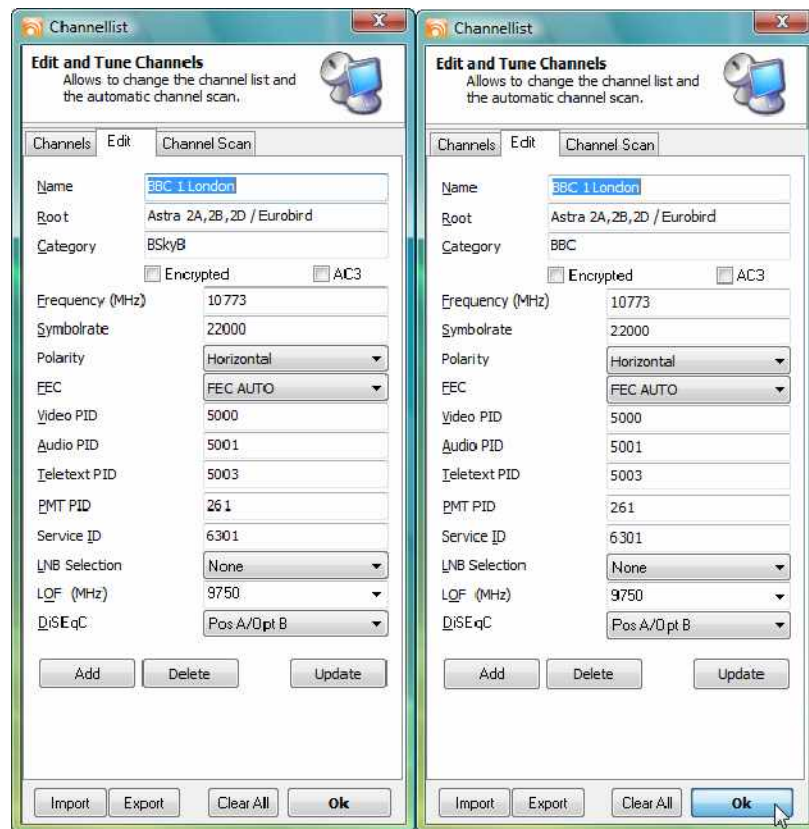 Channellist
Edit and Tune Channels
Allows to change the channel list and
the automatic channel scan.
Channels Edit Channel Scan
Name BBC 1 London
Root Astra 2A,2B,2D / Eurobird
Category BSkyB
Encrypted AC3
Frequency (MHz) 10773
Symbolrate 22000
Polarity Horizontal
FEC FEC AUTO
Video PID 5000
Audio PID 5001
Teletext PID 5003
PMT PID 261
Service ID 6301
LNB Selection None
LOF (MHz) 9750
DiSEqC Pos A/Opt B
Add Delete Update
Import Export Clear All Ok
Channellist
Edit and Tune Channels
Allows to change the channel list and
the automatic channel scan.
Channels Edit Channel Scan
Name BBC 1 London
Root Astra 2A,2B,2D / Eurobird
Category BBC
Encrypted AC3
Frequency (MHz) 10773
Symbolrate 22000
Polarity Horizontal
FEC FEC AUTO
Video PID 5000
Audio PID 5001
Teletext PID 5003
PMT PID 261
Service ID 6301
LNB Selection None
LOF (MHz) 9750
DiSEqC Pos A/Opt B
Add Delete Update
Import Export Clear All Ok